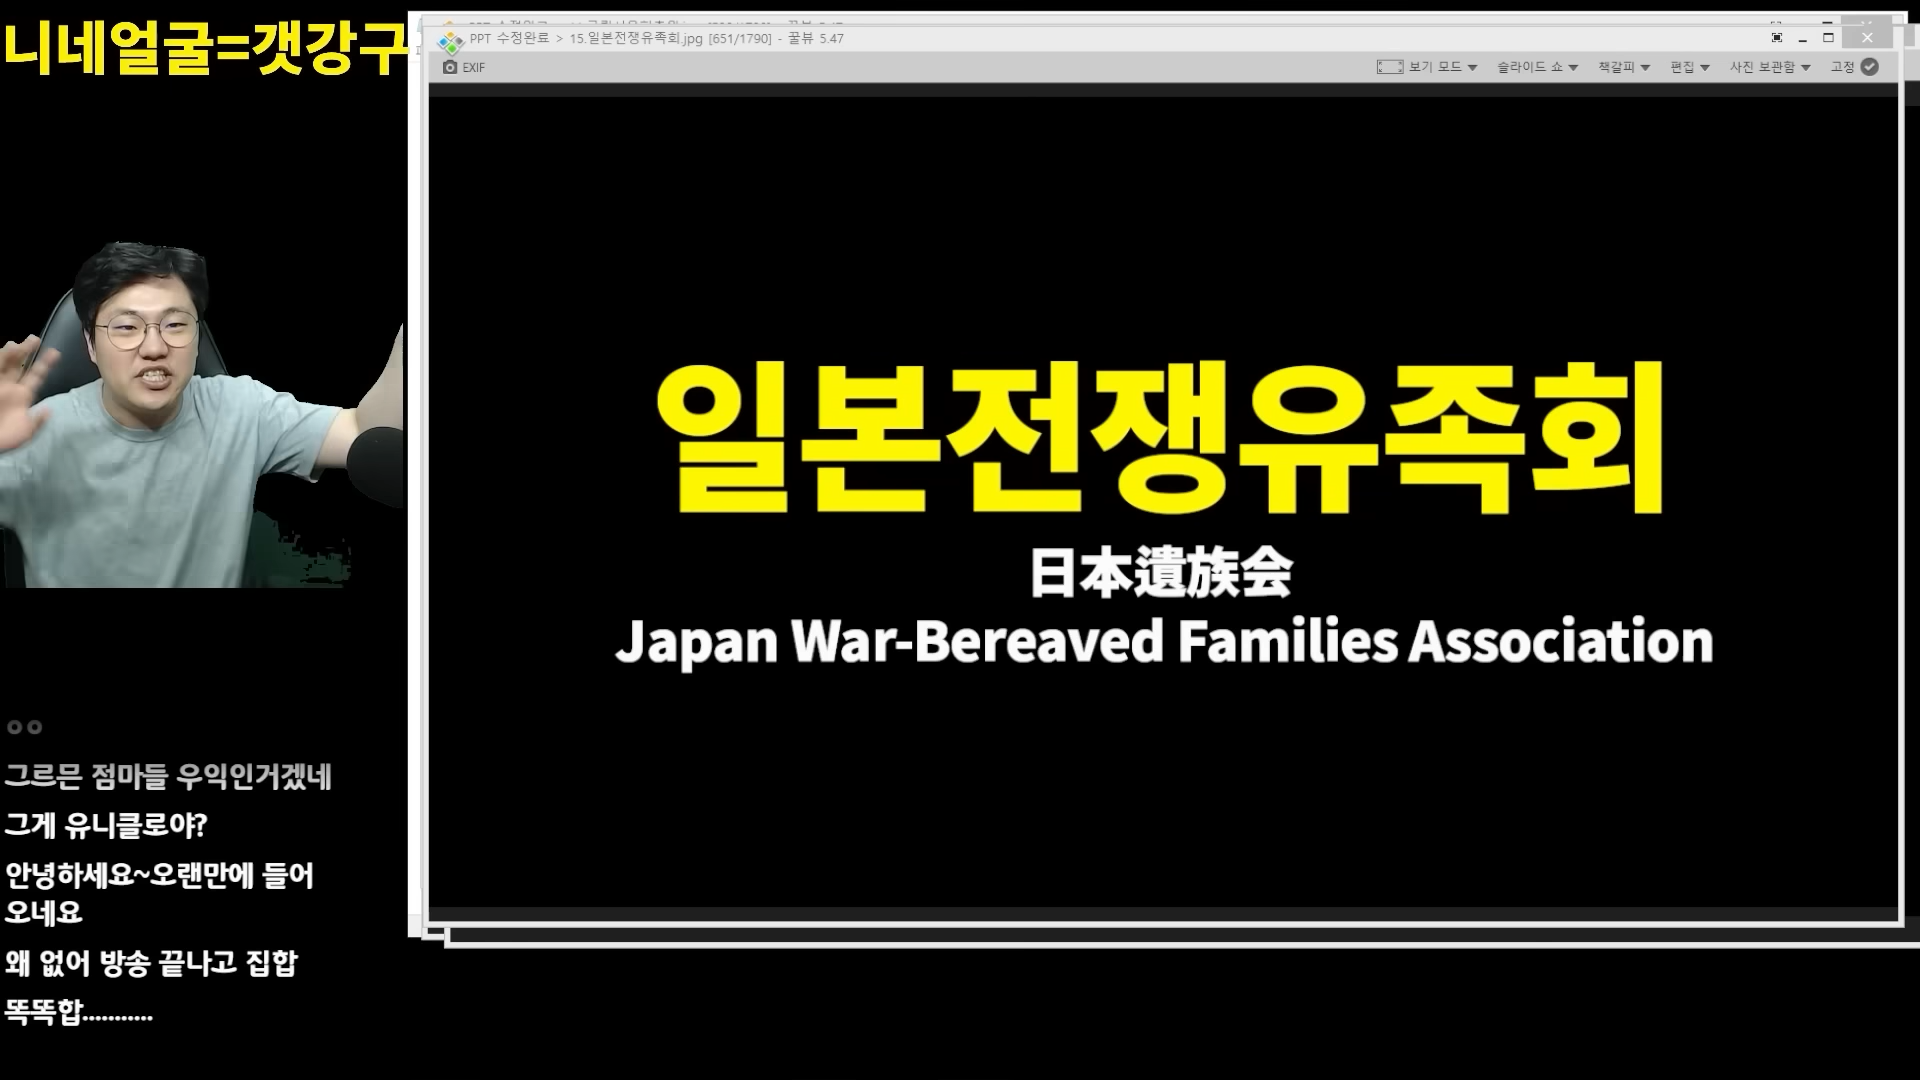 니네얼굴=갯강구
PPT 수정완료 > 15.일본전쟁유족회.jpg [651/1790] - 꿀뷰 5.47
EXIF
보기 모드
슬라이드 쇼
책갈피
편집
사진 보관함
고정
일본전쟁유족회
日本遺族会
Japan War-Bereaved Families Association
ㅇㅇ
그르믄 점마들 우익인거겠네
그게 유니클로야?
안녕하세요~오랜만에 들어
오네요
왜 없어 방송 끝나고 집합
똑똑합...........